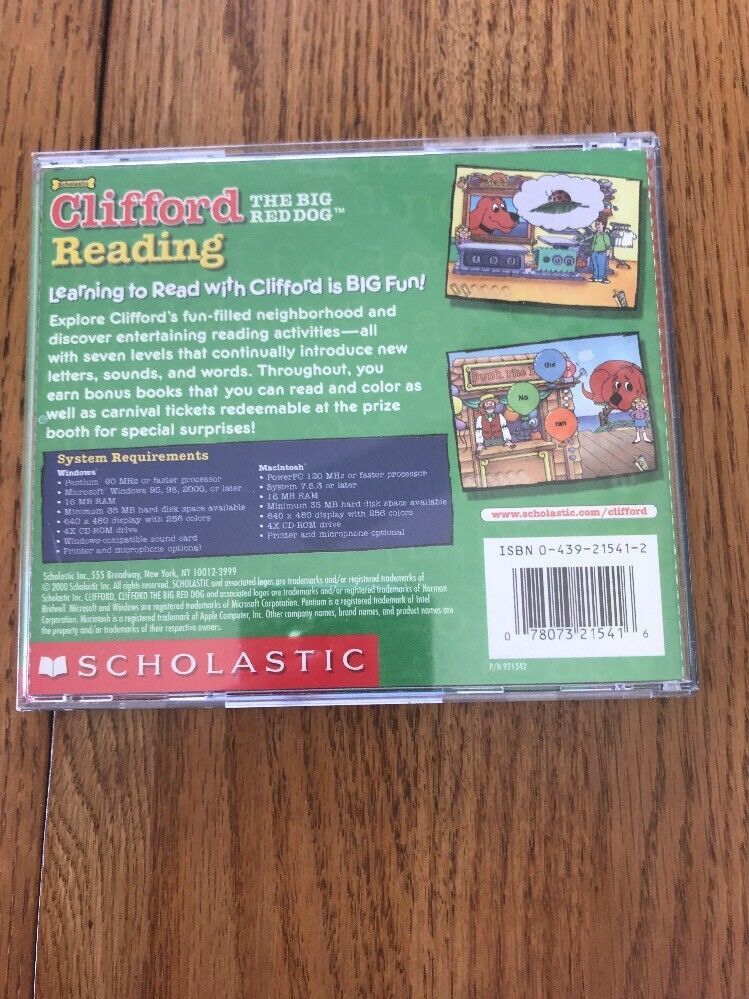 Scholastic
Clifford THE BIG
RED DOG™
Reading
Learning to Read with Clifford is BIG Fun!
Explore Clifford's fun-filled neighborhood and
discover entertaining reading activities—all
with seven levels that continually introduce new
letters, sounds, and words. Throughout, you
earn bonus books that you can read and color as
well as carnival tickets redeemable at the prize
booth for special surprises!
System Requirements
Windows
• Pentium 90 MHz or faster processor
• Microsoft Windows 95, 98, 2000, or later
• 16 MB RAM
• Minimum 35 MB hard disk space available
• 640 x 480 display with 256 colors
• 4X CD-ROM drive
• Windows-compatible sound card
• Printer and microphone optional
Macintosh
• PowerPC 120 MHz or faster processor
• System 7.5.3 or later
• 16 MB RAM
• Minimum 35 MB hard disk space available
• 640 x 480 display with 256 colors
• 4X CD-ROM drive
• Printer and microphone optional
the
No
ran
www.scholastic.com/clifford
ISBN 0-439-21541-2
0 78073 21541 6
P/N 921542
Scholastic Inc., 555 Broadway, New York, NY 10012-3999
© 2000 Scholastic Inc. All rights reserved. SCHOLASTIC and associated logos are trademarks and/or registered trademarks of
Scholastic Inc. CLIFFORD, CLIFFORD THE BIG RED DOG and associated logos are trademarks and/or registered trademarks of Norman
Bridwell. Microsoft and Windows are registered trademarks of Microsoft Corporation. Pentium is a registered trademark of Intel
Corporation. Macintosh is a registered trademark of Apple Computer, Inc. Other company names, brand names, and product names are
the property and/or trademarks of their respective owners.
SCHOLASTIC